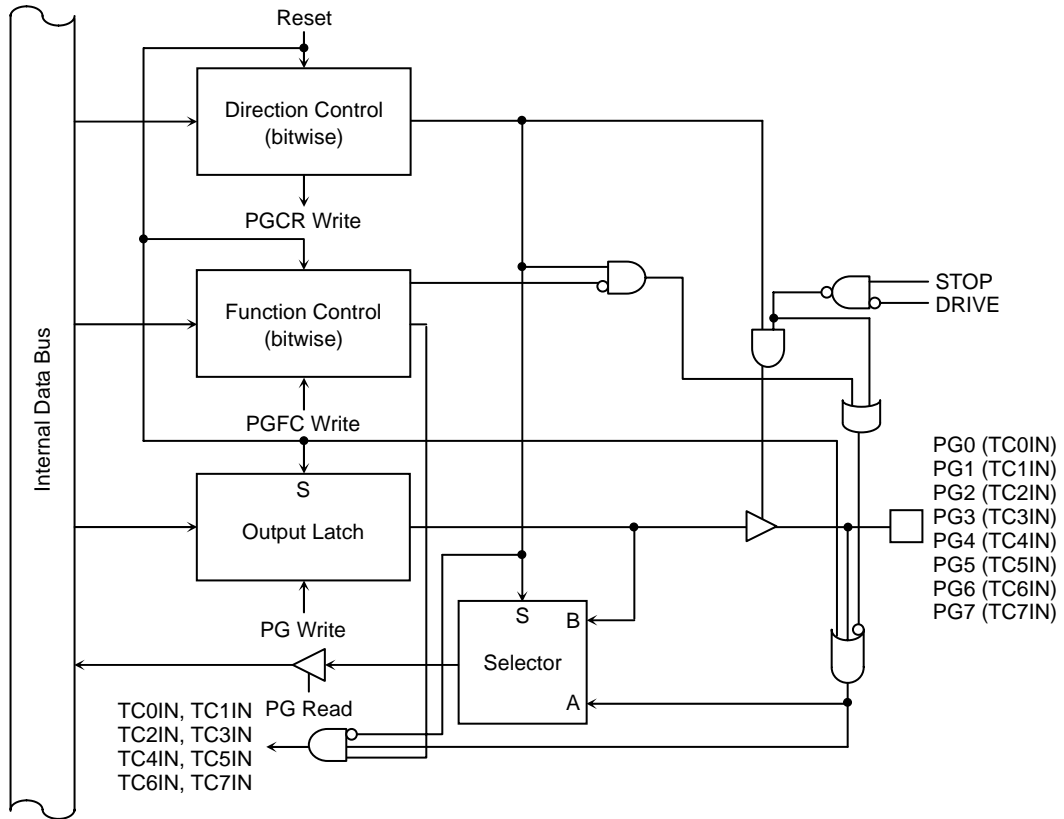 Reset
Direction Control
(bitwise)
PGCR Write
Function Control
(bitwise)
STOP
DRIVE
Internal Data Bus
PGFC Write
S
Output Latch
PG0 (TC0IN)
PG1 (TC1IN)
PG2 (TC2IN)
PG3 (TC3IN)
PG4 (TC4IN)
PG5 (TC5IN)
PG6 (TC6IN)
PG7 (TC7IN)
PG Write
S
B
Selector
A
PG Read
TC0IN, TC1IN
TC2IN, TC3IN
TC4IN, TC5IN
TC6IN, TC7IN